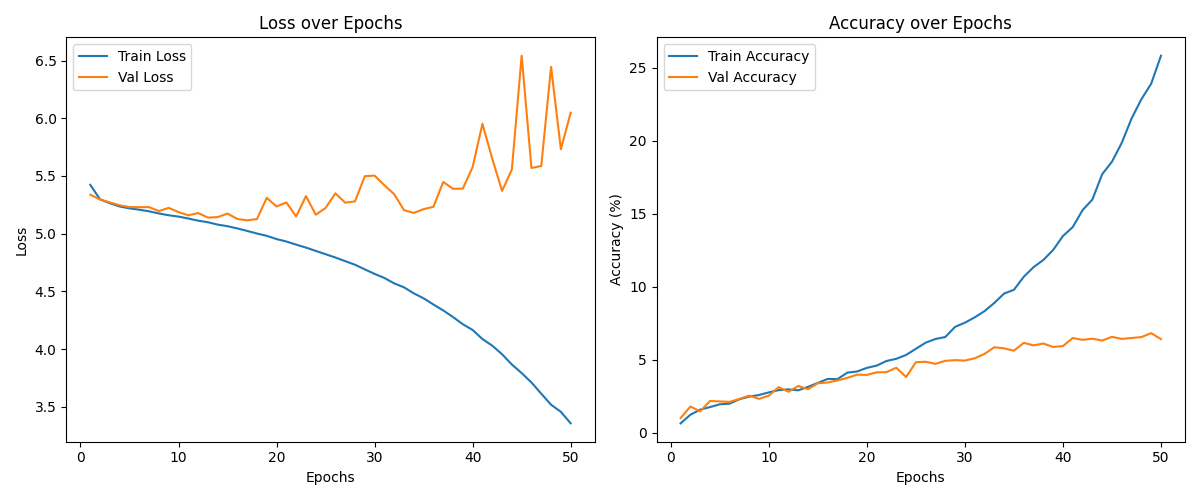 Loss over Epochs
Train Loss
Val Loss
6.5
6.0
5.5
5.0
4.5
4.0
3.5
Loss
0 10 20 30 40 50
Epochs
Accuracy over Epochs
Train Accuracy
Val Accuracy
25
20
15
10
5
0
Accuracy (%)
0 10 20 30 40 50
Epochs